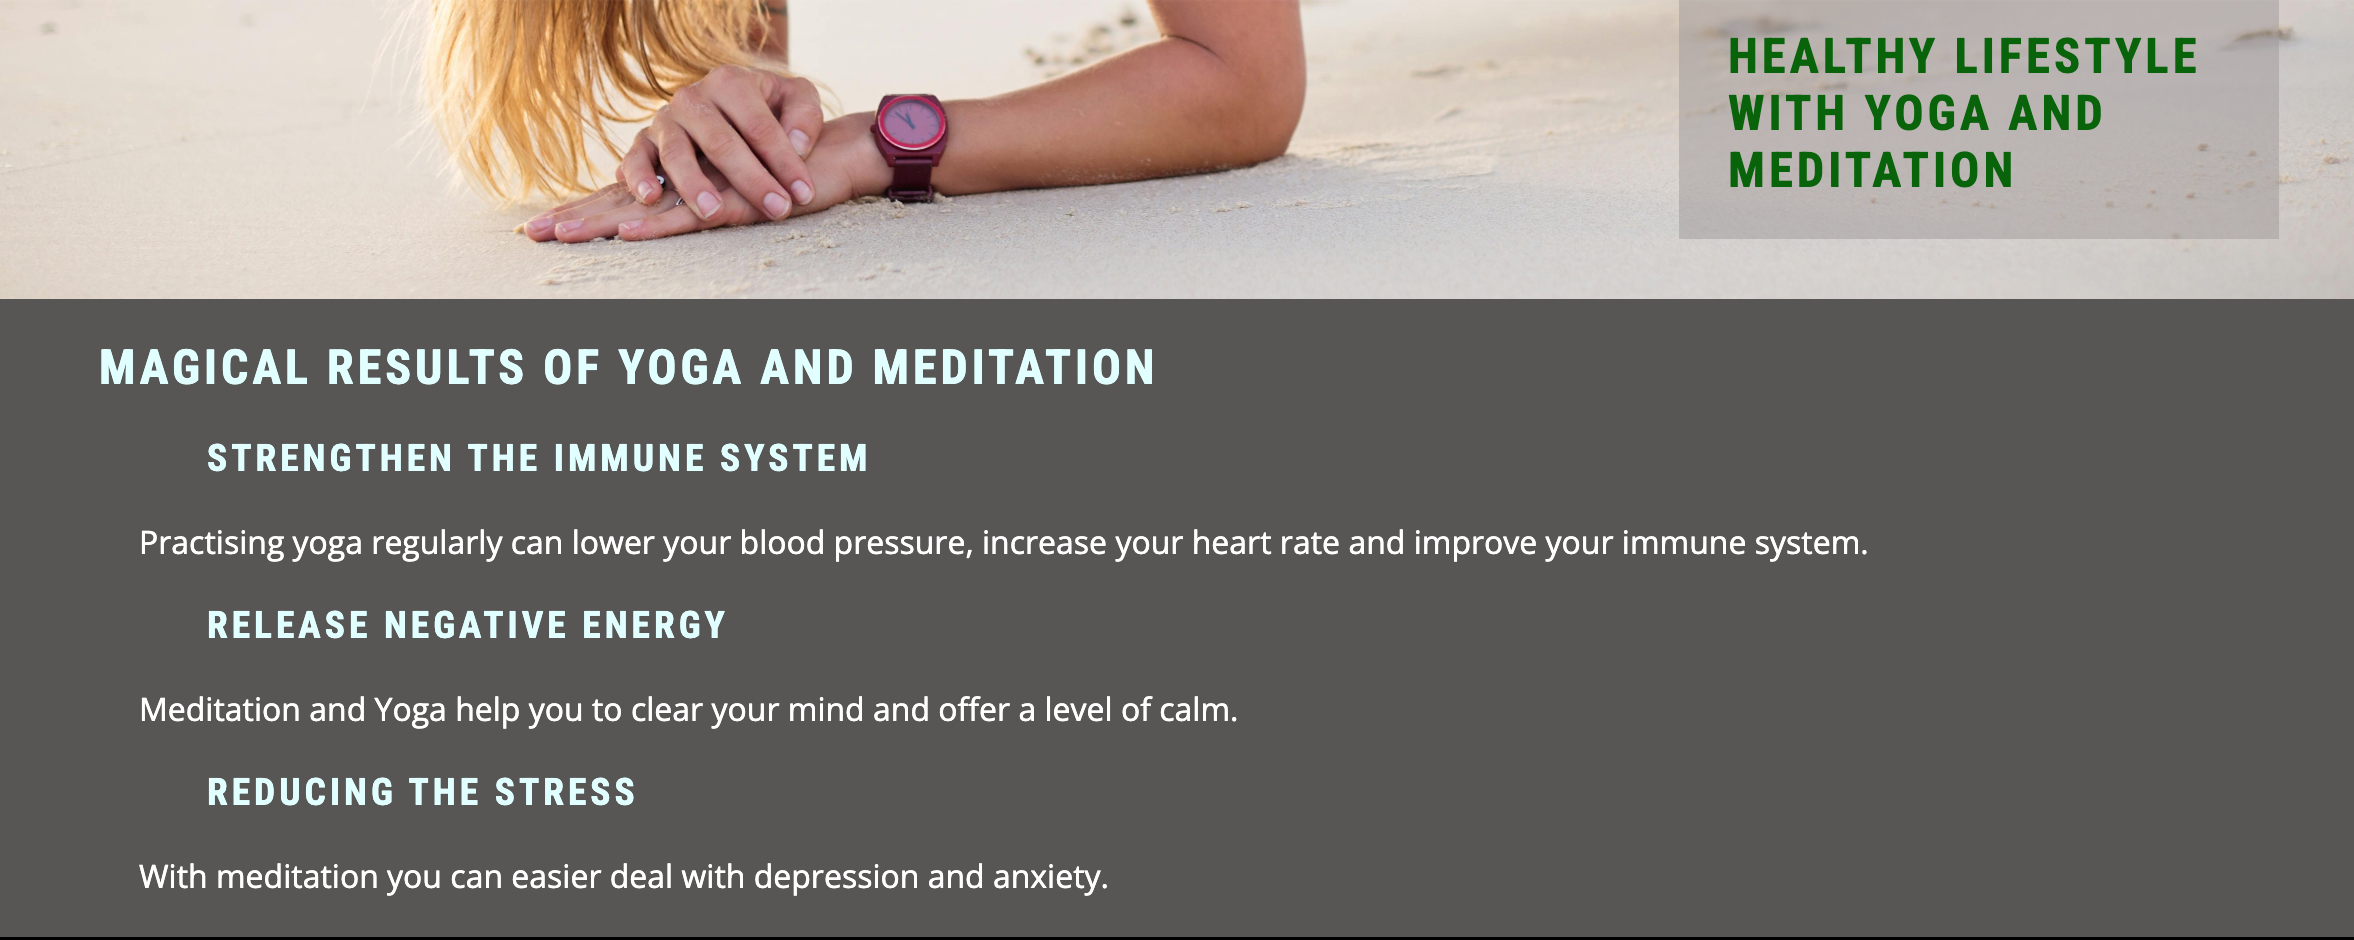 HEALTHY LIFESTYLE
WITH YOGA AND
MEDITATION
MAGICAL RESULTS OF YOGA AND MEDITATION
STRENGTHEN THE IMMUNE SYSTEM
Practising yoga regularly can lower your blood pressure, increase your heart rate and improve your immune system.
RELEASE NEGATIVE ENERGY
Meditation and Yoga help you to clear your mind and offer a level of calm.
REDUCING THE STRESS
With meditation you can easier deal with depression and anxiety.